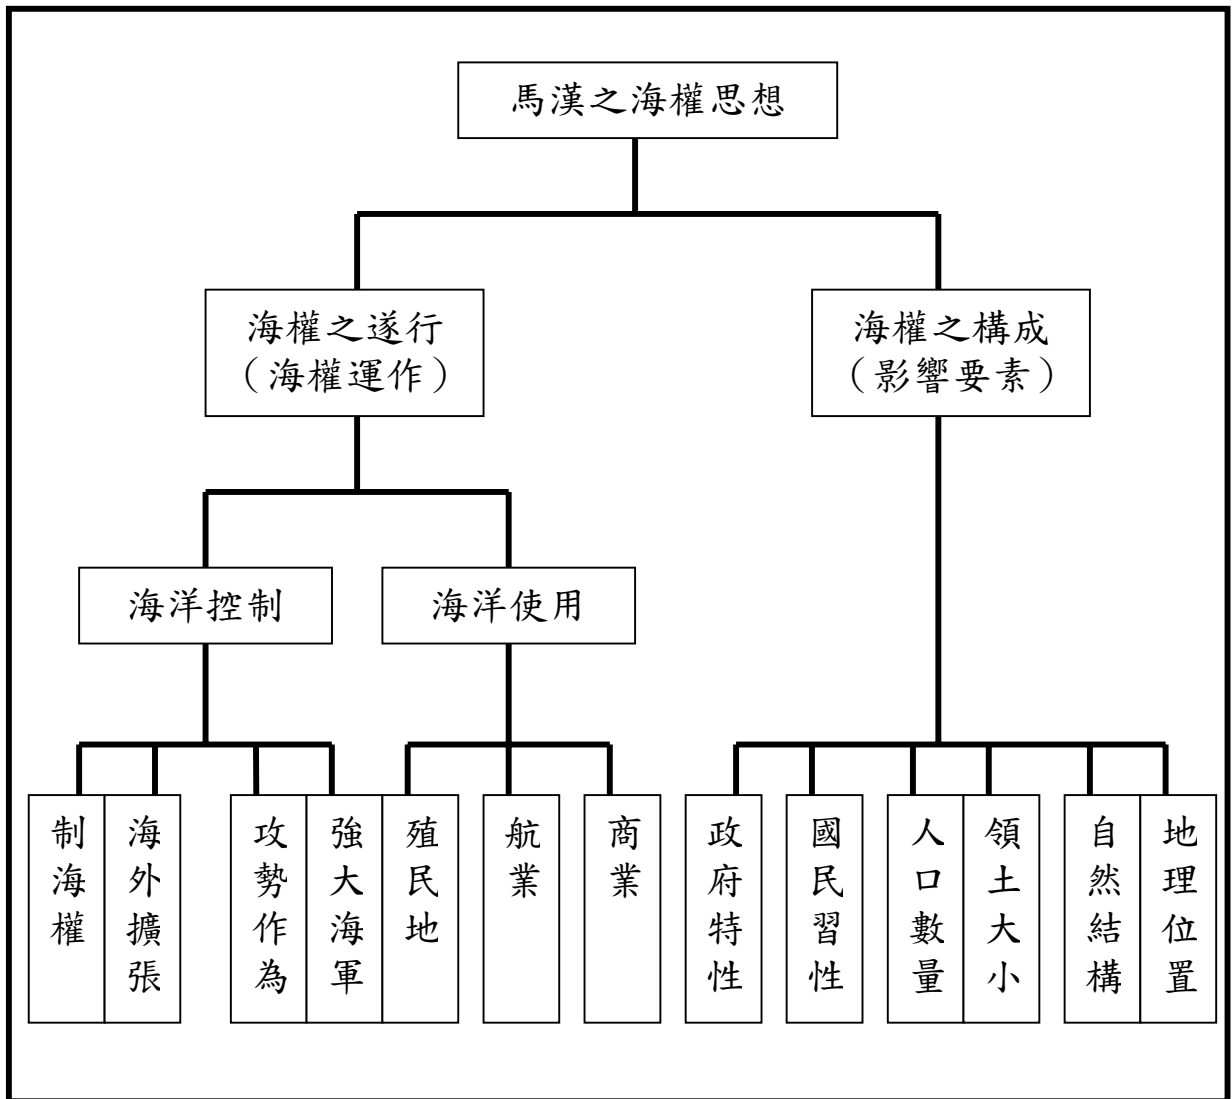 馬漢之海權思想
海權之遂行
（海權運作）
海權之構成
（影響要素）
海洋控制
海洋使用
制海權
海外擴張
攻勢作為
強大海軍
殖民地
航業
商業
政府特性
國民習性
人口數量
領土大小
自然結構
地理位置